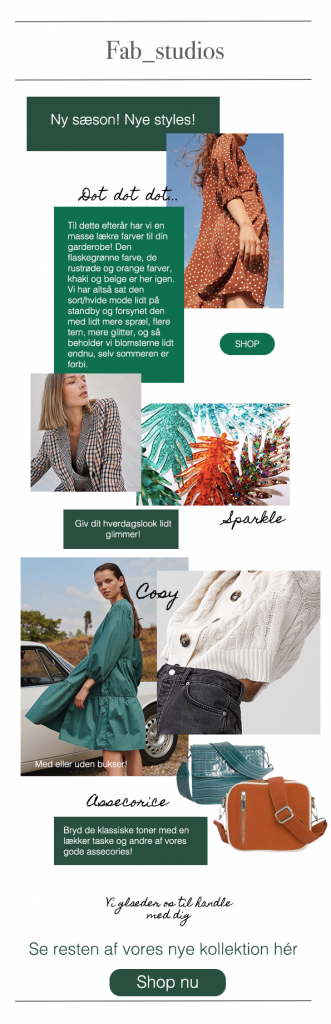 Fab_studios
Ny sæson! Nye styles!
Dot dot dot...
Til dette efterår har vi en
masse lækre farver til din
garderobe! Den
flaskegrønne farve, de
rustrøde og orange farver,
khaki og beige er her igen.
Vi har altså sat den
sort/hvide mode lidt på
standby og forsynet den
med lidt mere spræl, flere
tern, mere glitter, og så
beholder vi blomsterne lidt
endnu, selv sommeren er
forbi.
SHOP
Sparkle
Giv dit hverdagslook lidt
glimmer!
Cosy
Med eller uden bukser!
Assecorice
Bryd de klassiske toner med en
lækker taske og andre af vores
gode assecories!
Vi glæder os til handle
med dig
Se resten af vores nye kollektion hér
Shop nu